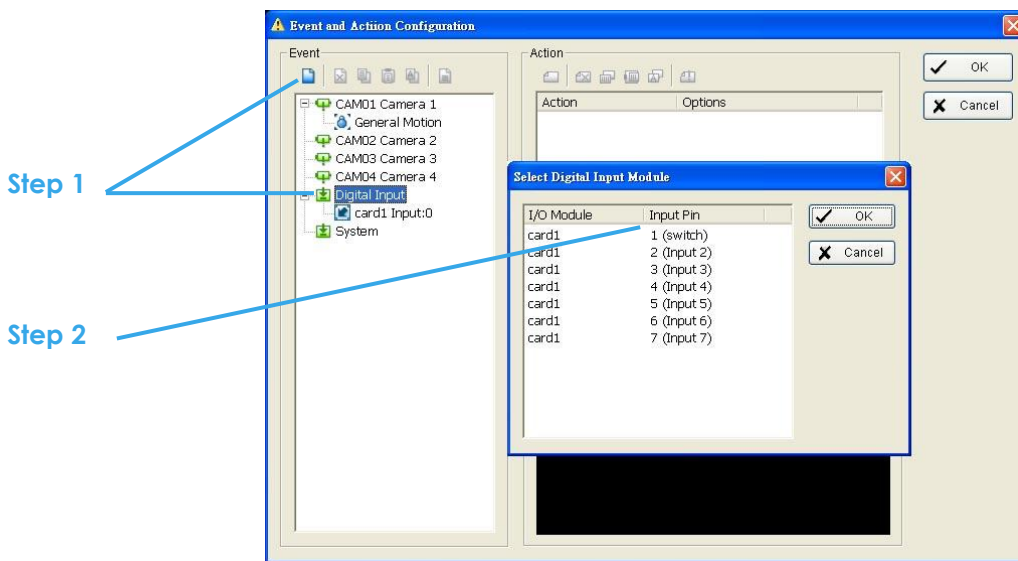 Event and Actiion Configuration
Event
Action
OK
Cancel
CAM01 Camera 1
General Motion
CAM02 Camera 2
CAM03 Camera 3
CAM04 Camera 4
Digital Input
card1 Input:0
System
Action Options
Step 1
Step 2
Select Digital Input Module
I/O Module Input Pin
card1 1 (switch)
card1 2 (Input 2)
card1 3 (Input 3)
card1 4 (Input 4)
card1 5 (Input 5)
card1 6 (Input 6)
card1 7 (Input 7)
OK
Cancel